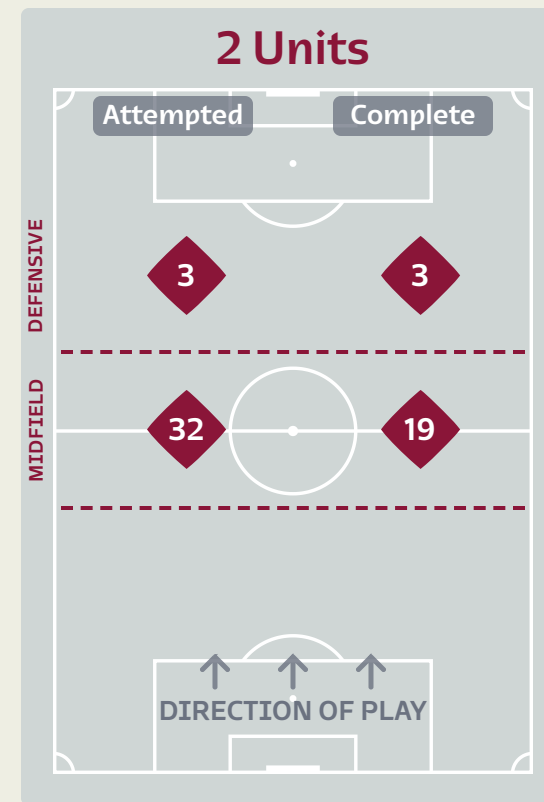 2 Units
Attempted
Complete
DEFENSIVE
3
3
MIDFIELD
32
19
DIRECTION OF PLAY